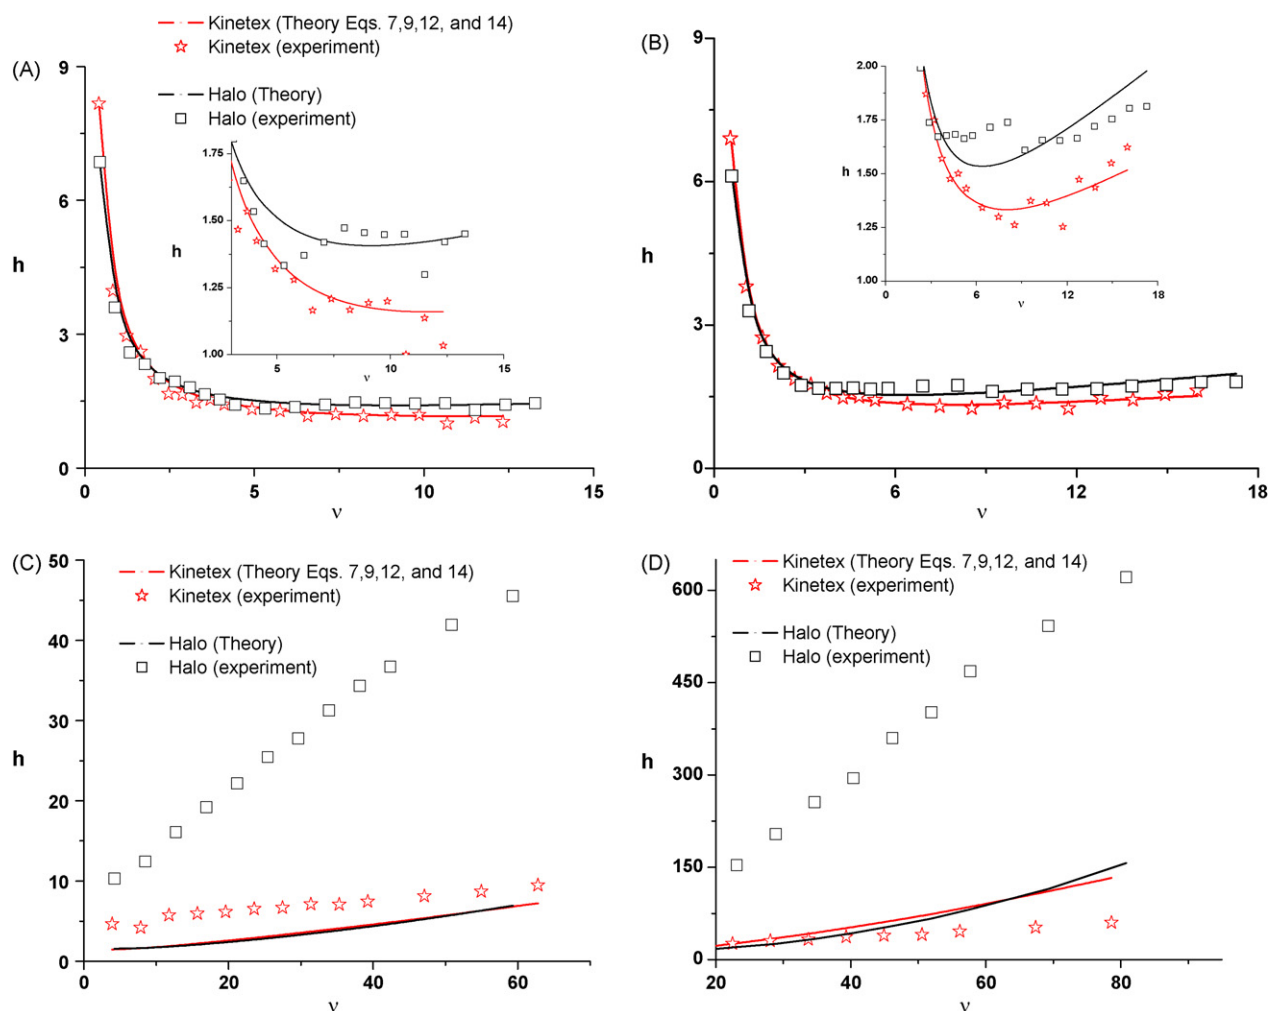 Kinetex (Theory Eqs. 7,9,12, and 14)
Kinetex (experiment)
Halo (Theory)
Halo (experiment)
(A)
9
6
3
0
h
0
5
10
15
ν
1.75
1.50
1.25
1.00
h
5
10
15
ν
(B)
9
6
3
0
h
0
6
12
18
ν
2.00
1.75
1.50
1.25
1.00
h
0
6
12
18
ν
(C)
Kinetex (Theory Eqs. 7,9,12, and 14)
Kinetex (experiment)
Halo (Theory)
Halo (experiment)
50
40
30
20
10
0
h
0
20
40
60
ν
(D)
Kinetex (Theory Eqs. 7,9,12, and 14)
Kinetex (experiment)
Halo (Theory)
Halo (experiment)
600
450
300
150
0
h
20
40
60
80
ν